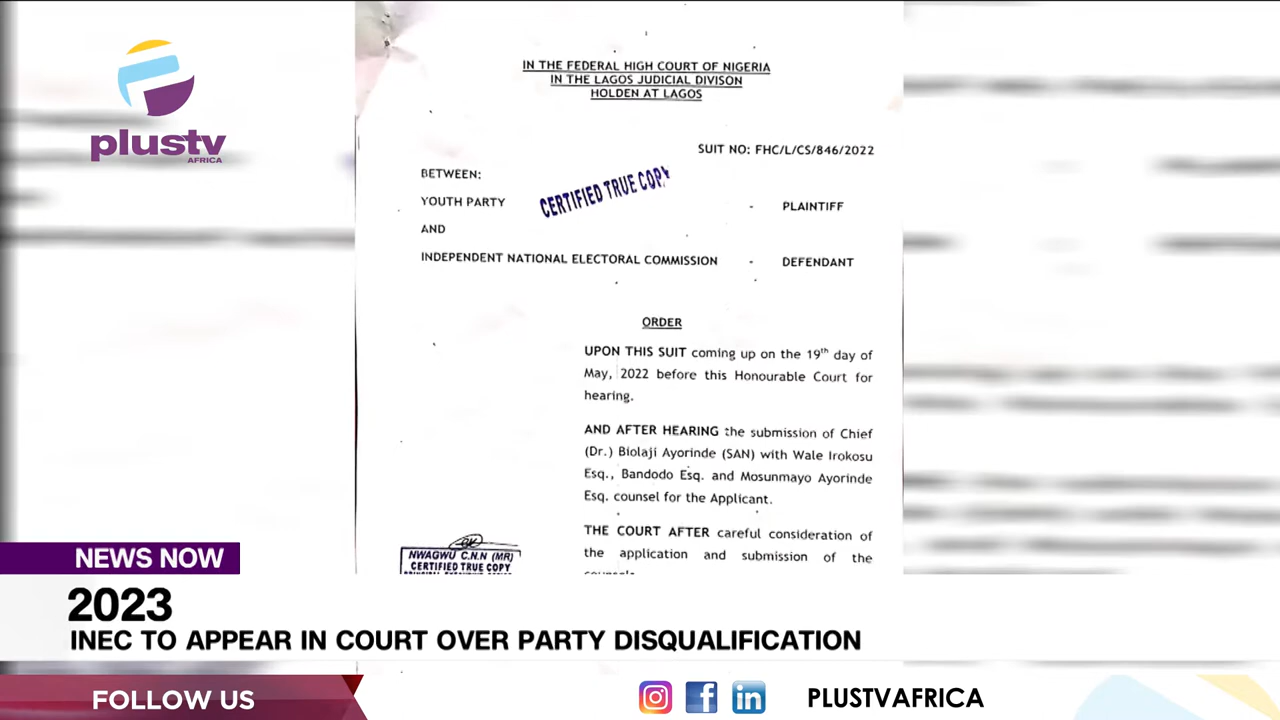 plustv
AFRICA
IN THE FEDERAL HIGH COURT OF NIGERIA
IN THE LAGOS JUDICIAL DIVISON
HOLDEN AT LAGOS
SUIT NO: FHC/L/CS/846/2022
BETWEEN:
CERTIFIED TRUE COPY
YOUTH PARTY - PLAINTIFF
AND
INDEPENDENT NATIONAL ELECTORAL COMMISSION - DEFENDANT
ORDER
UPON THIS SUIT coming up on the 19th day of
May, 2022 before this Honourable Court for
hearing.
AND AFTER HEARING the submission of Chief
(Dr.) Biolaji Ayorinde (SAN) with Wale Irokosu
Esq., Bandodo Esq. and Mosunmayo Ayorinde
Esq. counsel for the Applicant.
THE COURT AFTER careful consideration of
the application and submission of the
NWAGWU C.N.N (MR)
CERTIFIED TRUE COPY
NEWS NOW
2023
INEC TO APPEAR IN COURT OVER PARTY DISQUALIFICATION
FOLLOW US
PLUSTVAFRICA